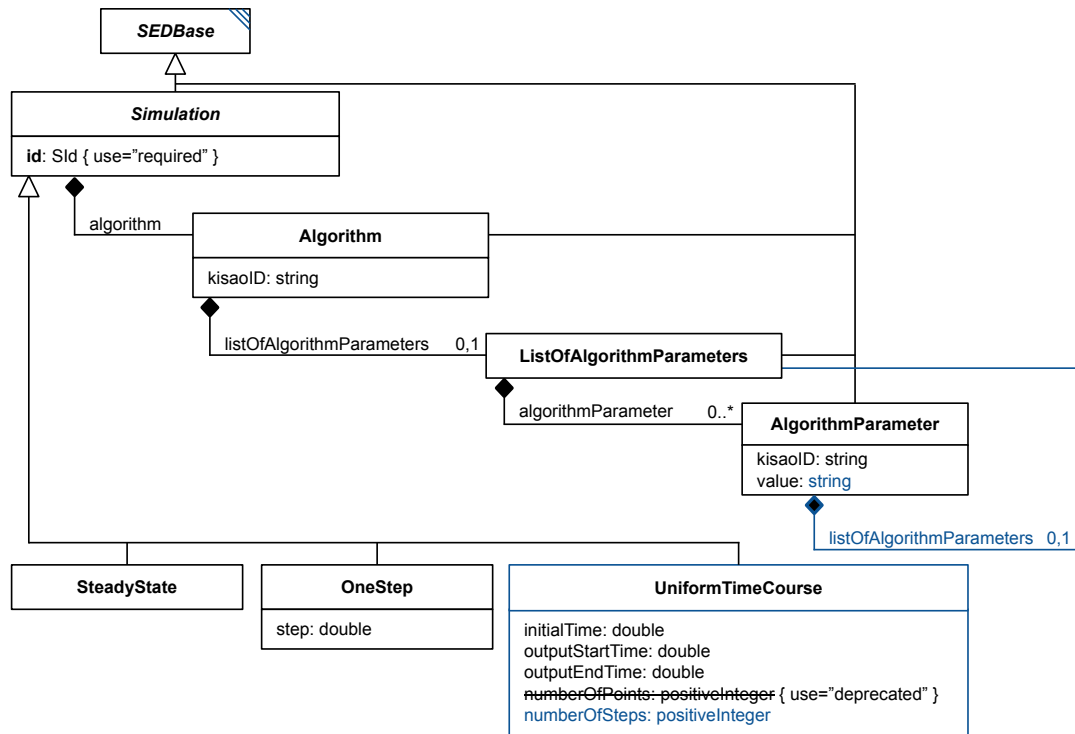 SEDBase
Simulation
id: SId { use=”required” }
algorithm
Algorithm
kisaoID: string
listOfAlgorithmParameters 0,1
ListOfAlgorithmParameters
algorithmParameter 0..*
AlgorithmParameter
kisaoID: string
value: string
listOfAlgorithmParameters 0,1
SteadyState
OneStep
step: double
UniformTimeCourse
initialTime: double
outputStartTime: double
outputEndTime: double
numberOfPoints: positiveInteger { use=”deprecated” }
numberOfSteps: positiveInteger